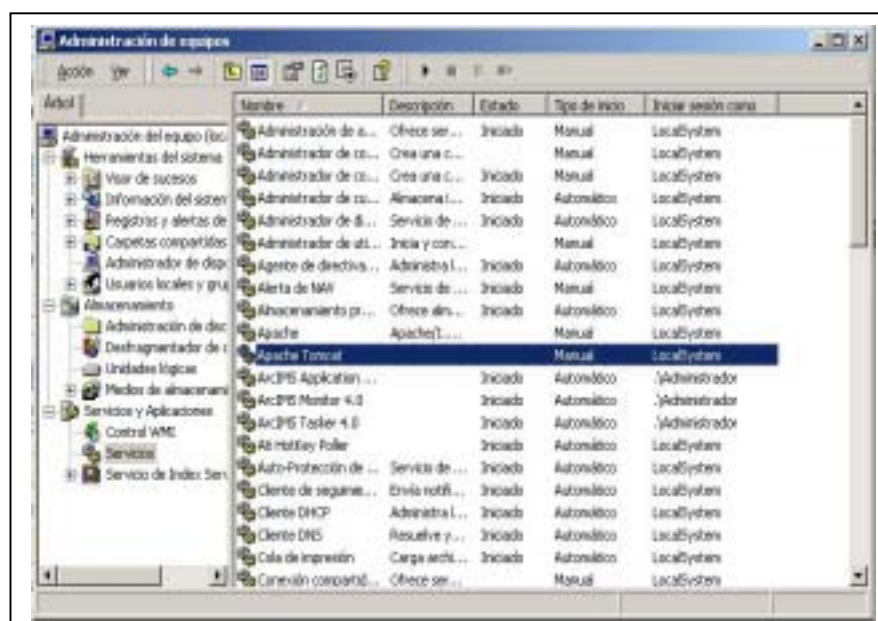 Administración de equipos
Acción Ver
Árbol
Nombre Descripción Estado Tipo de inicio Iniciar sesión como
Administración del equipo (loc
Herramientas del sistema
Visor de sucesos
Información del sistem
Registros y alertas de
Carpetas compartidas
Administrador de dispo
Usuarios locales y gru
Almacenamiento
Administración de disc
Desfragmentador de d
Unidades lógicas
Medios de almacenami
Servicios y Aplicaciones
Control WMI
Servicios
Servicio de Index Serv
Administración de a... Ofrece ser... Iniciado Manual LocalSystem
Administrador de co... Crea una c... Manual LocalSystem
Administrador de co... Crea una c... Iniciado Manual LocalSystem
Administrador de cu... Almacena l... Iniciado Automático LocalSystem
Administrador de di... Servicio de ... Iniciado Automático LocalSystem
Administrador de uti... Inicia y con... Manual LocalSystem
Agente de directiva... Administra l... Iniciado Automático LocalSystem
Alerta de NAV Servicio de ... Iniciado Manual LocalSystem
Almacenamiento pr... Ofrece alm... Iniciado Automático LocalSystem
Apache Apache/1.... Manual LocalSystem
Apache Tomcat Manual LocalSystem
ArcIMS Application ... Iniciado Automático .\Administrador
ArcIMS Monitor 4.0 Iniciado Automático .\Administrador
ArcIMS Tasker 4.0 Iniciado Automático .\Administrador
Ati HotKey Poller Iniciado Automático LocalSystem
Auto-Protección de ... Servicio de ... Iniciado Automático LocalSystem
Cliente de seguimie... Envía notifi... Iniciado Automático LocalSystem
Cliente DHCP Administra l... Iniciado Automático LocalSystem
Cliente DNS Resuelve y... Iniciado Automático LocalSystem
Cola de impresión Carga archi... Iniciado Automático LocalSystem
Conexión compartid... Ofrece ser... Manual LocalSystem